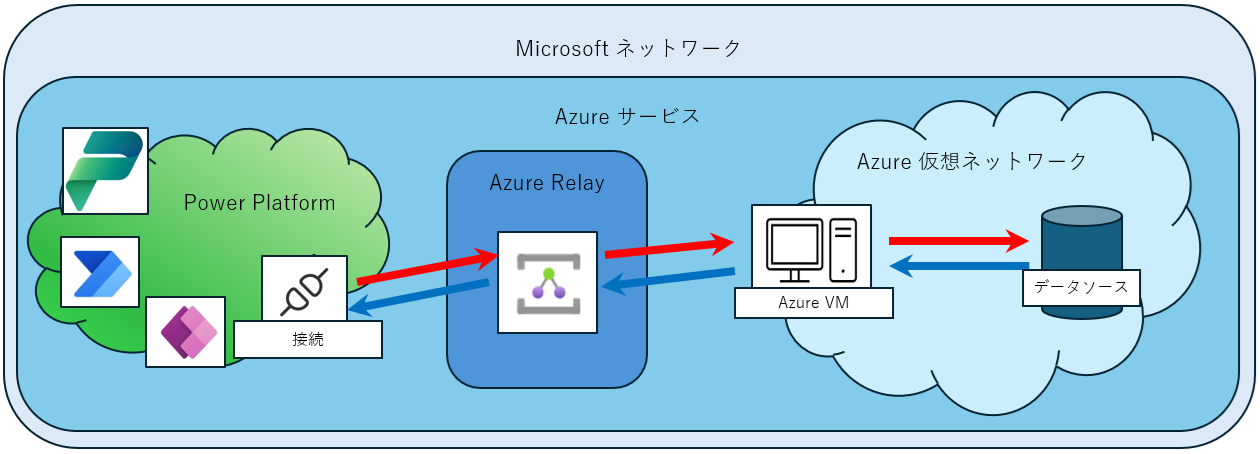 Microsoft ネットワーク
Azure サービス
Power Platform
接続
Azure Relay
Azure 仮想ネットワーク
Azure VM
データソース